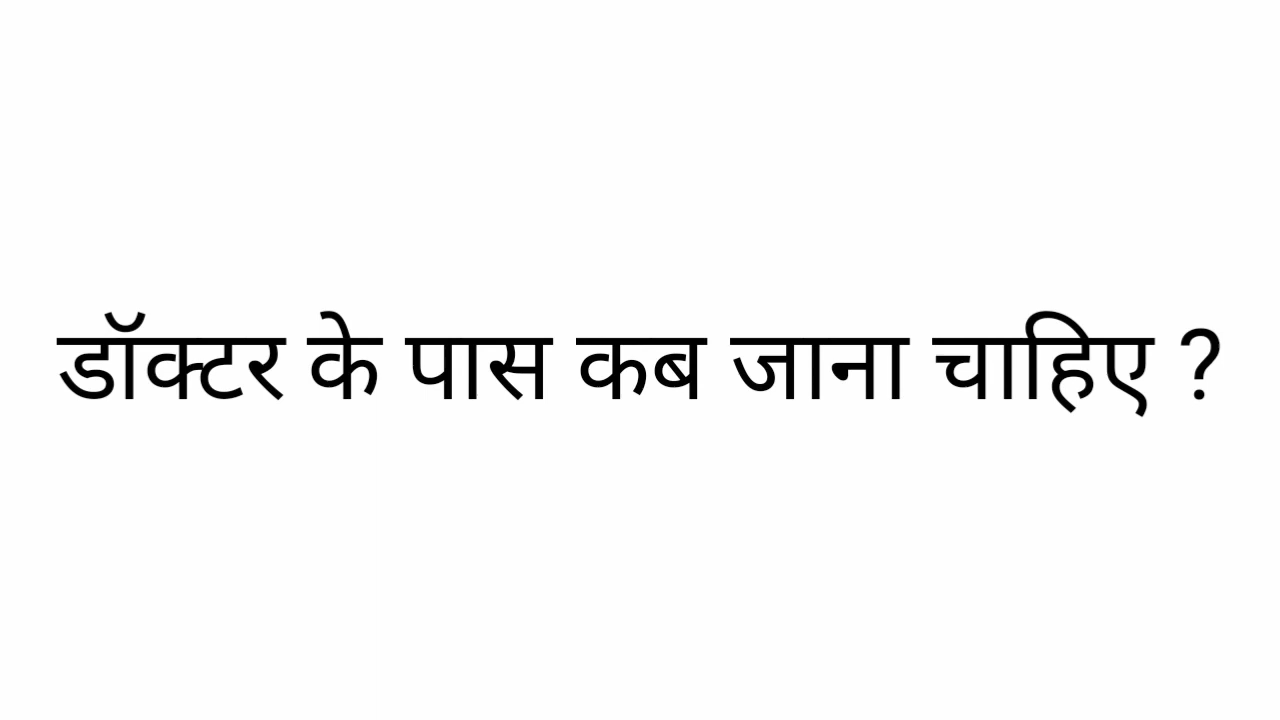 डॉक्टर के पास कब जाना चाहिए ?